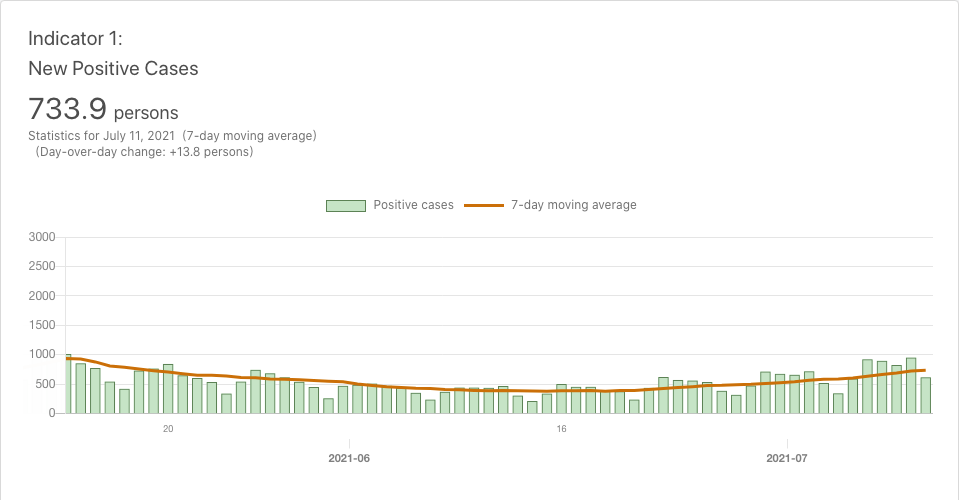 Indicator 1:
New Positive Cases
733.9 persons
Statistics for July 11, 2021 (7-day moving average)
(Day-over-day change: +13.8 persons)
Positive cases 7-day moving average
3000
2500
2000
1500
1000
500
0
20 16
2021-06 2021-07